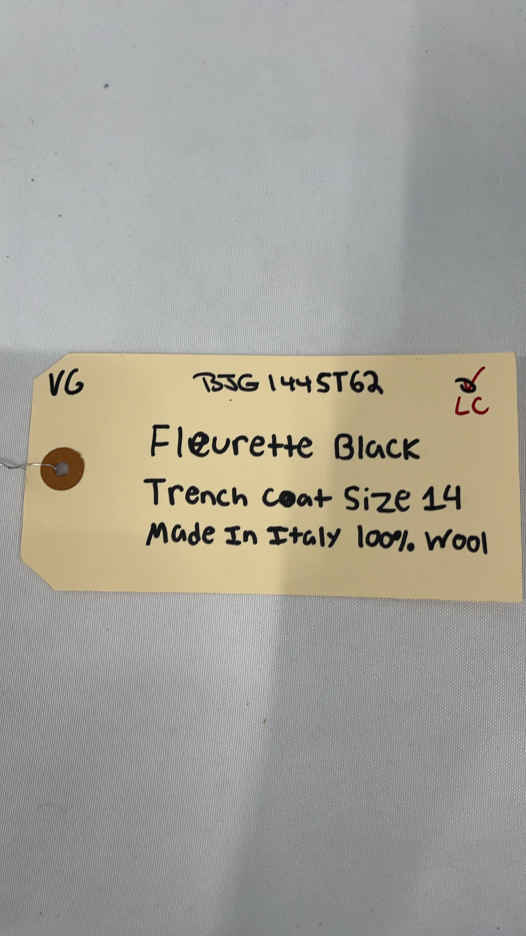 VG BJG1445T62
LC
Fleurette Black
Trench Coat Size 14
Made In Italy 100% Wool